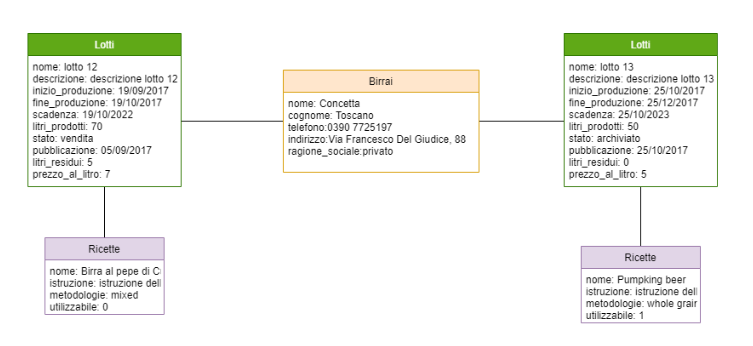 Lotti
nome: lotto 12
descrizione: descrizione lotto 12
inizio_produzione: 19/09/2017
fine_produzione: 19/10/2017
scadenza: 19/10/2022
litri_prodotti: 70
stato: vendita
pubblicazione: 05/09/2017
litri_residui: 5
prezzo_al_litro: 7
Birrai
nome: Concetta
cognome: Toscano
telefono:0390 7725197
indirizzo:Via Francesco Del Giudice, 88
ragione_sociale:privato
Lotti
nome: lotto 13
descrizione: descrizione lotto 13
inizio_produzione: 25/10/2017
fine_produzione: 25/12/2017
scadenza: 25/10/2023
litri_prodotti: 50
stato: archiviato
pubblicazione: 25/10/2017
litri_residui: 0
prezzo_al_litro: 5
Ricette
nome: Birra al pepe di C
istruzione: istruzione dell
metodologie: mixed
utilizzabile: 0
Ricette
nome: Pumpking beer
istruzione: istruzione dell
metodologie: whole grain
utilizzabile: 1